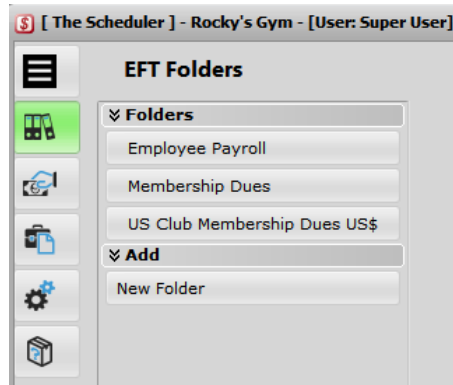 [ The Scheduler ] - Rocky's Gym - [User: Super User]
EFT Folders
Folders
Employee Payroll
Membership Dues
US Club Membership Dues US$
Add
New Folder